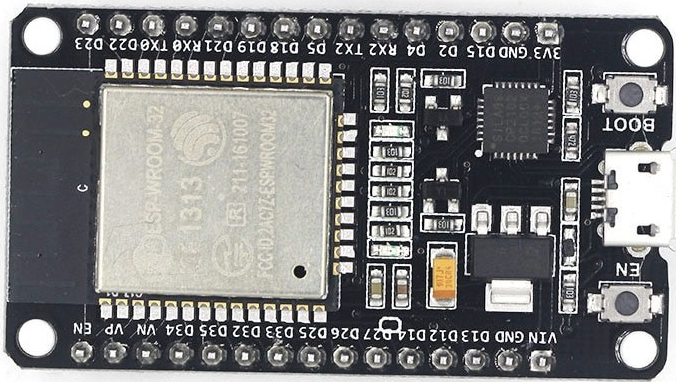 D23 D22 TX0 RX0 D21 D19 D18 D5 TX2 RX2 D4 D2 D15 GND 3V3
ESP-WROOM-32
1313
R 211-161007
FCC ID:2AC7Z-ESPWROOM32
BOOT
EN
EN VP VN D34 D35 D32 D33 D25 D26 D27 D14 D12 D13 GND VIN